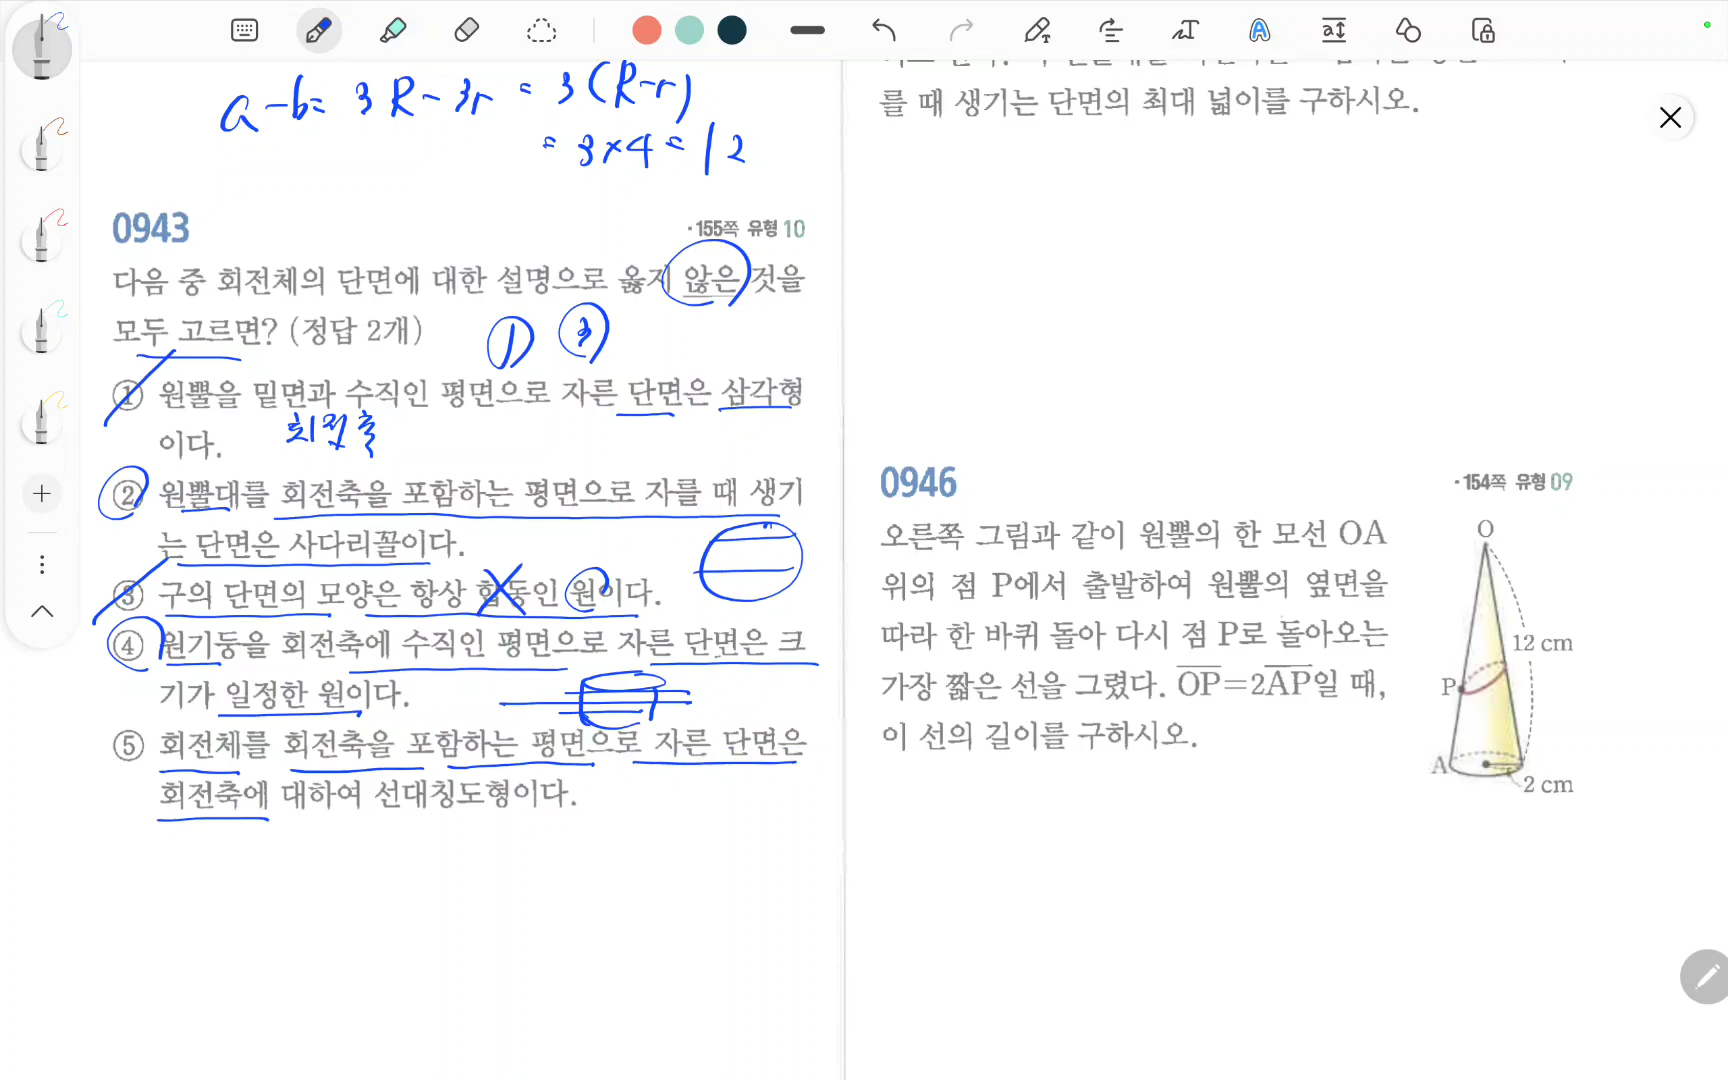 a-b= 3R-3r = 3(R-r)
= 3×4 = 12
0943
·155쪽 유형 10
다음 중 회전체의 단면에 대한 설명으로 옳지 않은 것을
모두 고르면? (정답 2개)
① ③
① 원뿔을 밑면과 수직인 평면으로 자른 단면은 삼각형
이다.
회전축
② 원뿔대를 회전축을 포함하는 평면으로 자를 때 생기
는 단면은 사다리꼴이다.
③ 구의 단면의 모양은 항상 합동인 원이다.
④ 원기둥을 회전축에 수직인 평면으로 자른 단면은 크
기가 일정한 원이다.
⑤ 회전체를 회전축을 포함하는 평면으로 자른 단면은
회전축에 대하여 선대칭도형이다.
를 때 생기는 단면의 최대 넓이를 구하시오.
0946
·154쪽 유형 09
오른쪽 그림과 같이 원뿔의 한 모선 OA
위의 점 P에서 출발하여 원뿔의 옆면을
따라 한 바퀴 돌아 다시 점 P로 돌아오는
가장 짧은 선을 그렸다. OP=2AP일 때,
이 선의 길이를 구하시오.
O
12 cm
P
A
2 cm